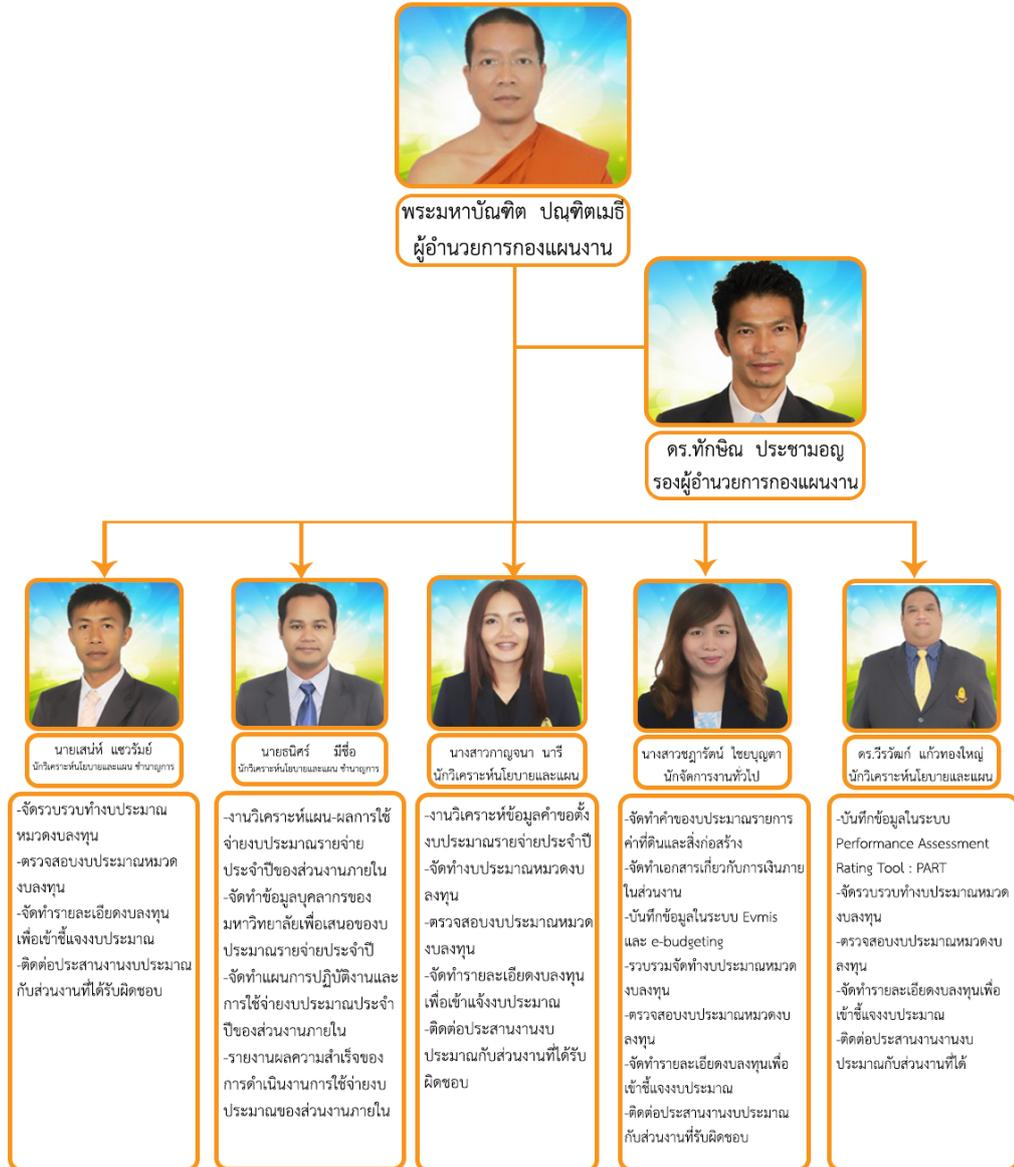 พระมหาบัณฑิต ปณฺฑิตเมธี
ผู้อำนวยการกองแผนงาน
ดร.ทักษิณ ประชามอญ
รองผู้อำนวยการกองแผนงาน
นายเสน่ห์ แซวรัมย์
นักวิเคราะห์นโยบายและแผน ชำนาญการ
-จัดรวบรวบทำงบประมาณ
หมวดงบลงทุน
-ตรวจสอบงบประมาณหมวด
งบลงทุน
-จัดทำรายละเอียดงบลงทุน
เพื่อเข้าชี้แจงงบประมาณ
-ติดต่อประสานงานงบประมาณ
กับส่วนงานที่ได้รับผิดชอบ
นายธนิศร์ มีชื่อ
นักวิเคราะห์นโยบายและแผน ชำนาญการ
-งานวิเคราะห์แผน-ผลการใช้
จ่ายงบประมาณรายจ่าย
ประจำปีของส่วนงานภายใน
-จัดทำข้อมูลบุคลากรของ
มหาวิทยาลัยเพื่อเสนอของบ
ประมาณรายจ่ายประจำปี
-จัดทำแผนการปฏิบัติงานและ
การใช้จ่ายงบประมาณประจำ
ปีของส่วนงานภายใน
-รายงานผลความสำเร็จของ
การดำเนินงานการใช้จ่ายงบ
ประมาณของส่วนงานภายใน
นางสาวกาญจนา นารี
นักวิเคราะห์นโยบายและแผน
-งานวิเคราะห์ข้อมูลคำขอตั้ง
งบประมาณรายจ่ายประจำปี
-จัดทำงบประมาณหมวดงบ
ลงทุน
-ตรวจสอบงบประมาณหมวด
งบลงทุน
-จัดทำรายละเอียดงบลงทุน
เพื่อเข้าแจ้งงบประมาณ
-ติดต่อประสานงานงบ
ประมาณกับส่วนงานที่ได้รับ
ผิดชอบ
นางสาวชฎารัตน์ ไชยบุญตา
นักจัดการงานทั่วไป
-จัดทำคำของบประมาณรายการ
ค่าที่ดินและสิ่งก่อสร้าง
-จัดทำเอกสารเกี่ยวกับการเงินภาย
ในส่วนงาน
-บันทึกข้อมูลในระบบ Evmis
และ e-budgeting
-รวบรวมจัดทำงบประมาณหมวด
งบลงทุน
-ตรวจสอบงบประมาณหมวดงบ
ลงทุน
-จัดทำรายละเอียดงบลงทุนเพื่อ
เข้าชี้แจงงบประมาณ
-ติดต่อประสานงานงบประมาณ
กับส่วนงานที่รับผิดชอบ
ดร.วีรวัฒก์ แก้วทองใหญ่
นักวิเคราะห์นโยบายและแผน
-บันทึกข้อมูลในระบบ
Performance Assessment
Rating Tool : PART
-จัดรวบรวบทำงบประมาณหมวด
งบลงทุน
-ตรวจสอบงบประมาณหมวดงบ
ลงทุน
-จัดทำรายละเอียดงบลงทุนเพื่อ
เข้าชี้แจงงบประมาณ
-ติดต่อประสานงานงานงบ
ประมาณกับส่วนงานที่ได้